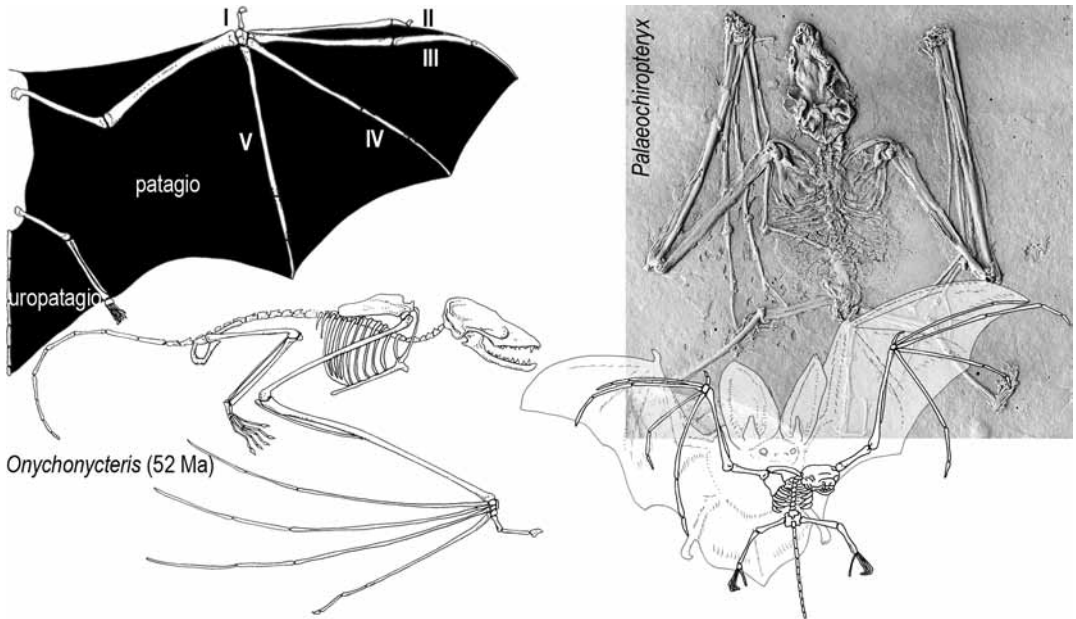 I
II
III
IV
V
patagio
uropatagio
Onychonycteris (52 Ma)
Palaeochiropteryx